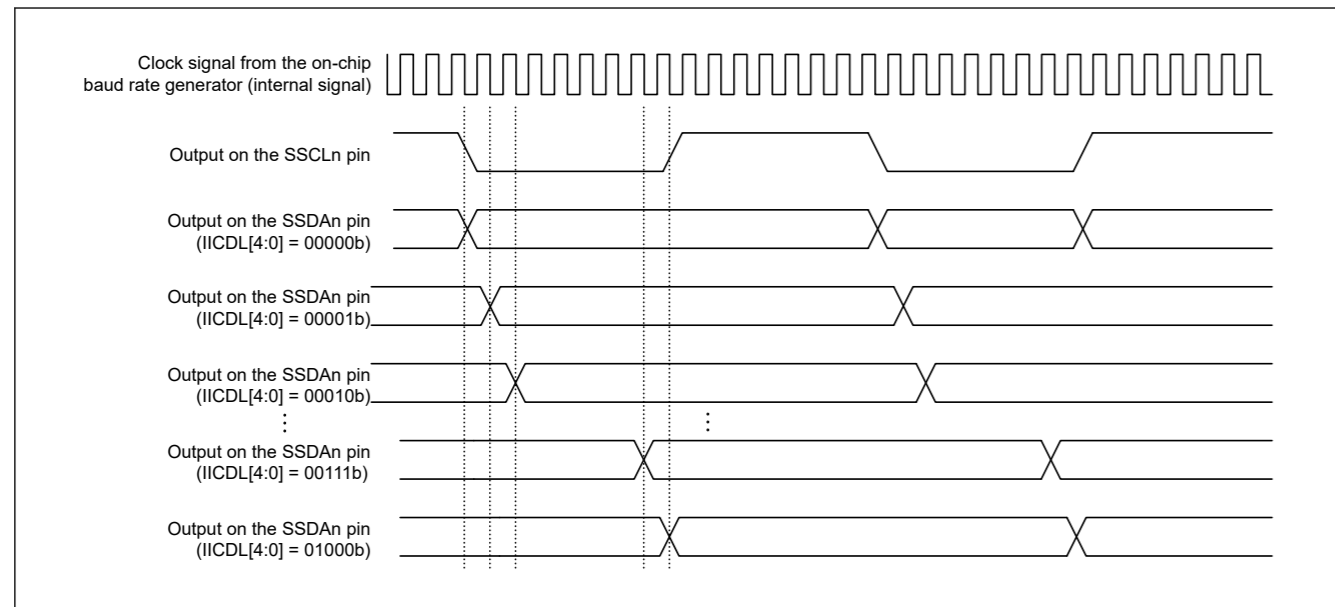 Clock signal from the on-chip
baud rate generator (internal signal)
Output on the SSCLn pin
Output on the SSDAn pin
(IICDL[4:0] = 00000b)
Output on the SSDAn pin
(IICDL[4:0] = 00001b)
Output on the SSDAn pin
(IICDL[4:0] = 00010b)
Output on the SSDAn pin
(IICDL[4:0] = 00111b)
Output on the SSDAn pin
(IICDL[4:0] = 01000b)